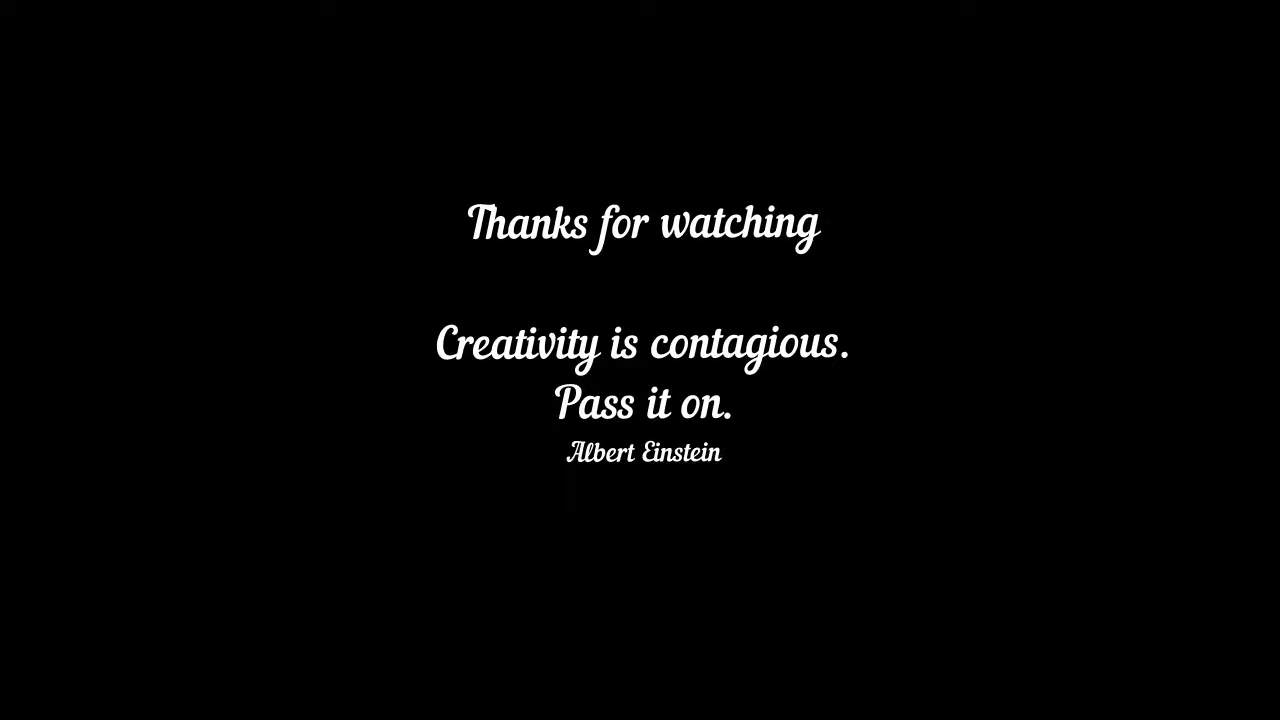 Thanks for watching
Creativity is contagious.
Pass it on.
Albert Einstein